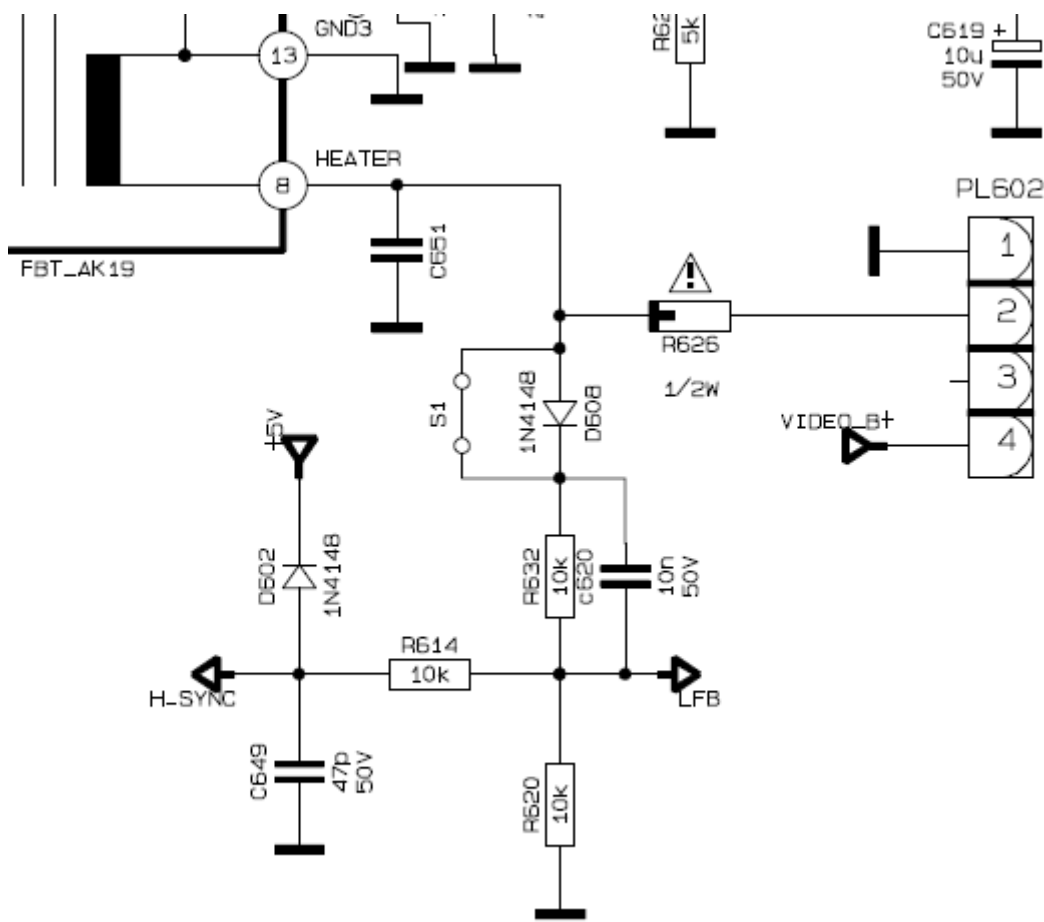 GND3
13
R62
5k
C619 +
10u
50V
HEATER
8
PL602
1
C651
FBT_AK19
2
R626
1/2W
3
S1
1N4148
D608
VIDEO_B+
4
+5V
D602
1N4148
R632
10k
C620
10n
50V
R614
10k
H_SYNC
LFB
C649
47p
50V
R620
10k